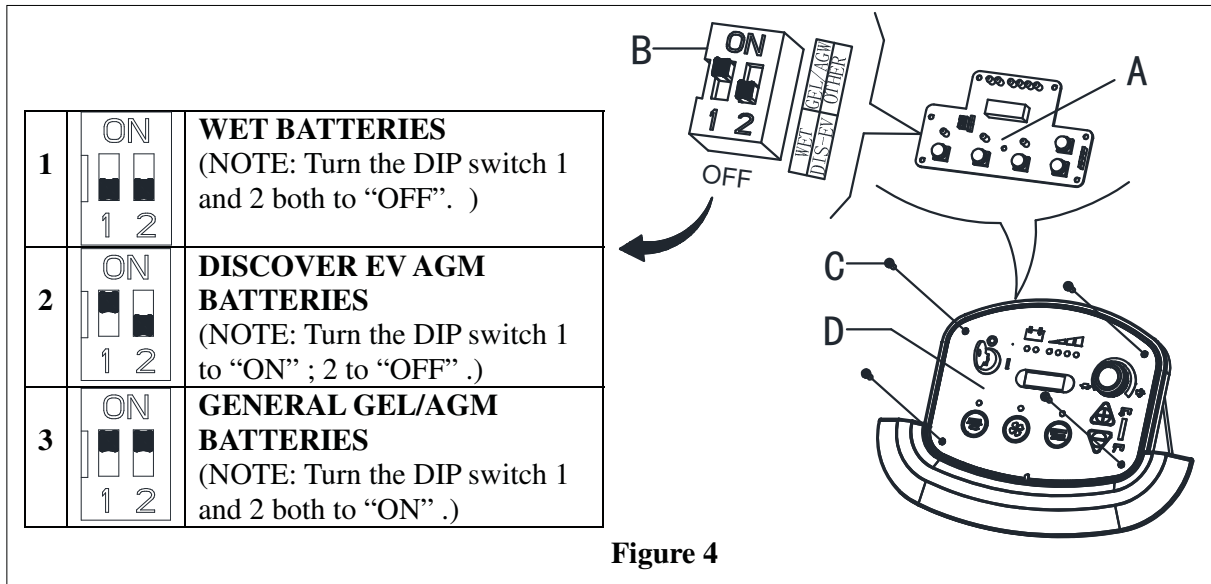 1
ON
1 2
WET BATTERIES
(NOTE: Turn the DIP switch 1
and 2 both to “OFF”. )
2
ON
1 2
DISCOVER EV AGM
BATTERIES
(NOTE: Turn the DIP switch 1
to “ON” ; 2 to “OFF” .)
3
ON
1 2
GENERAL GEL/AGM
BATTERIES
(NOTE: Turn the DIP switch 1
and 2 both to “ON” .)
B
ON
1 2
OFF
WET GEL/AGW
DIS-EV OTHER
A
C
D
Figure 4